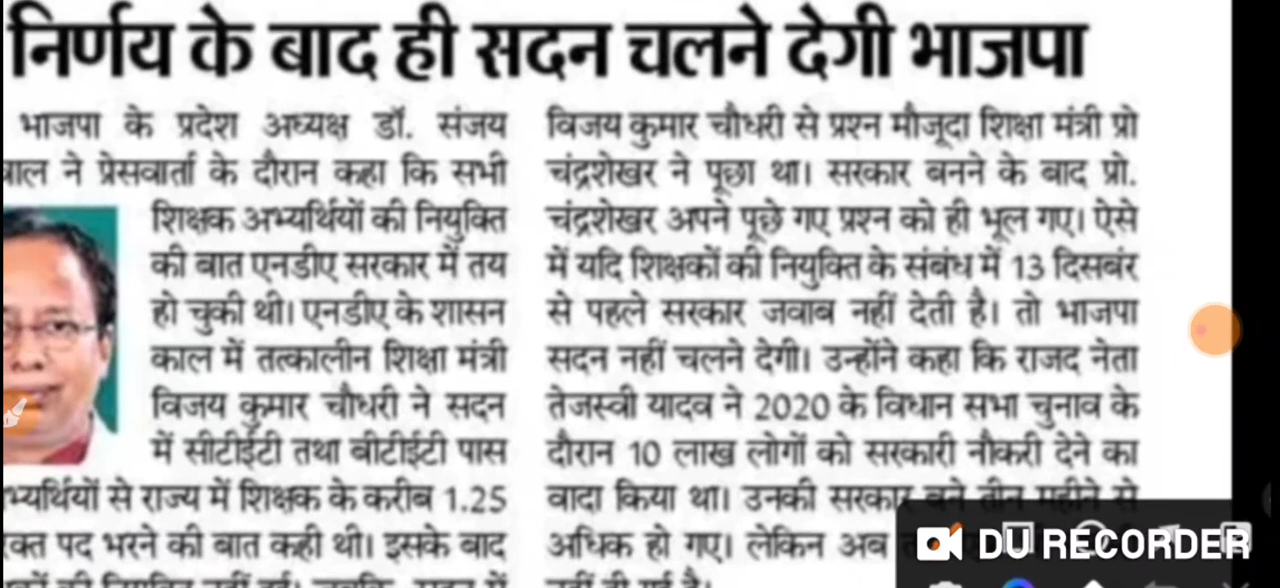 निर्णय के बाद ही सदन चलने देगी भाजपा
भाजपा के प्रदेश अध्यक्ष डॉ. संजय
ने प्रेसवार्ता के दौरान कहा कि सभी
शिक्षक अभ्यर्थियों की नियुक्ति
की बात एनडीए सरकार में तय
हो चुकी थी। एनडीए के शासन
काल में तत्कालीन शिक्षा मंत्री
विजय कुमार चौधरी ने सदन
में सीटीईटी तथा बीटीईटी पास
भ्यर्थियों से राज्य में शिक्षक के करीब 1.25
क्त पद भरने की बात कही थी। इसके बाद
विजय कुमार चौधरी से प्रश्न मौजूदा शिक्षा मंत्री प्रो
चंद्रशेखर ने पूछा था। सरकार बनने के बाद प्रो.
चंद्रशेखर अपने पूछे गए प्रश्न को ही भूल गए। ऐसे
में यदि शिक्षकों की नियुक्ति के संबंध में 13 दिसबंर
से पहले सरकार जवाब नहीं देती है। तो भाजपा
सदन नहीं चलने देगी। उन्होंने कहा कि राजद नेता
तेजस्वी यादव ने 2020 के विधान सभा चुनाव के
दौरान 10 लाख लोगों को सरकारी नौकरी देने का
वादा किया था। उनकी सरकार बने तीन महीने से
अधिक हो गए। लेकिन अब
DU RECORDER